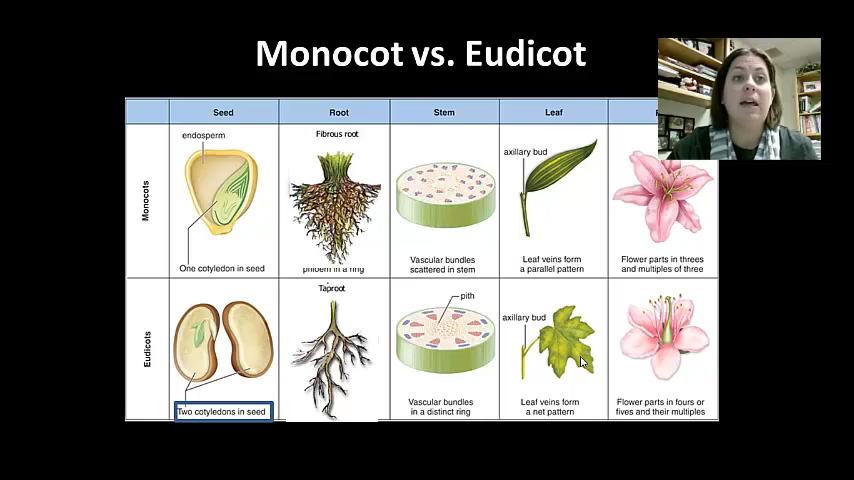 Monocot vs. Eudicot
Seed
Root
Stem
Leaf
Monocots
endosperm
One cotyledon in seed
Fibrous root
phloem in a ring
Vascular bundles
scattered in stem
axillary bud
Leaf veins form
a parallel pattern
Flower parts in threes
and multiples of three
Eudicots
Two cotyledons in seed
Taproot
pith
Vascular bundles
in a distinct ring
axillary bud
Leaf veins form
a net pattern
Flower parts in fours or
fives and their multiples